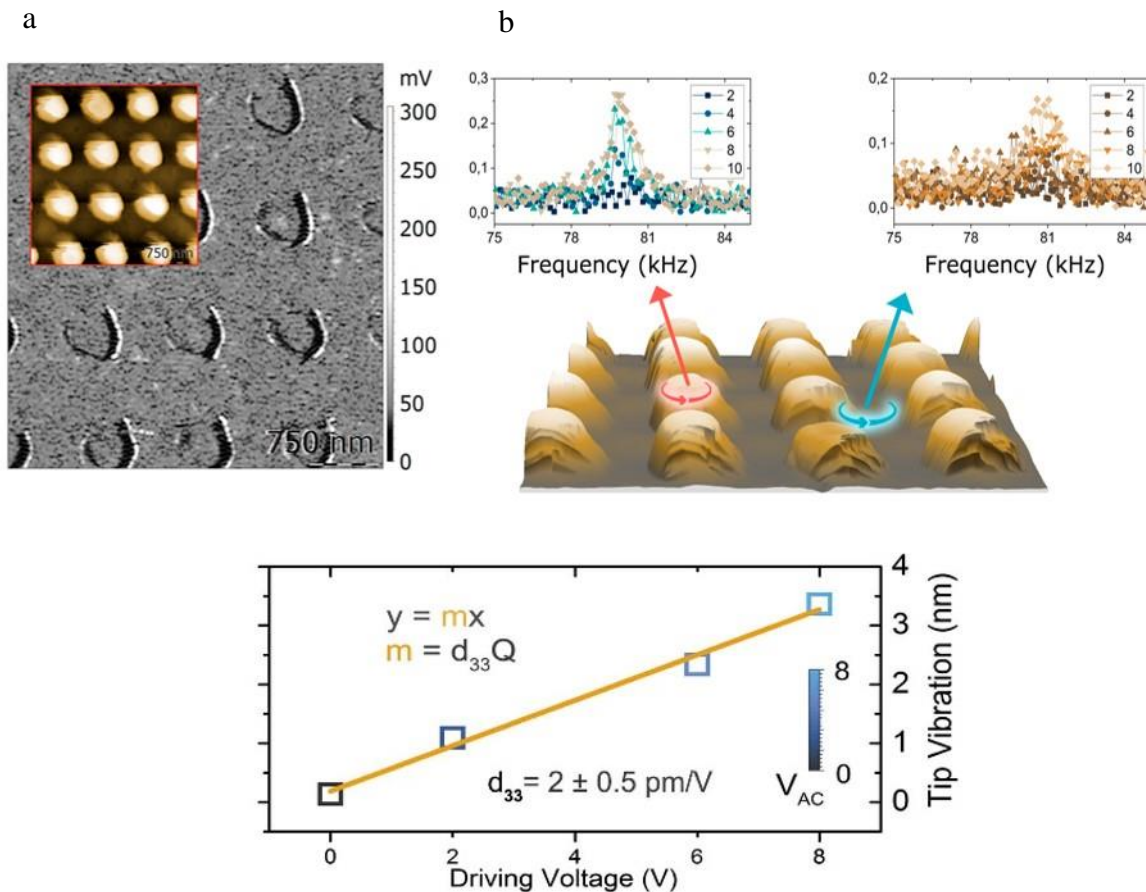 a
b
mV
300
250
200
150
100
50
0
750 nm
750 nm
0,3
0,2
0,1
0,0
75 78 81 84
Frequency (kHz)
2
4
6
8
10
0,2
0,1
0,0
75 78 81 84
Frequency (kHz)
2
4
6
8
10
y = mx
m = d33Q
d33= 2 ± 0.5 pm/V
8
0
VAC
4
3
2
1
0
Tip Vibration (nm)
0 2 4 6 8
Driving Voltage (V)